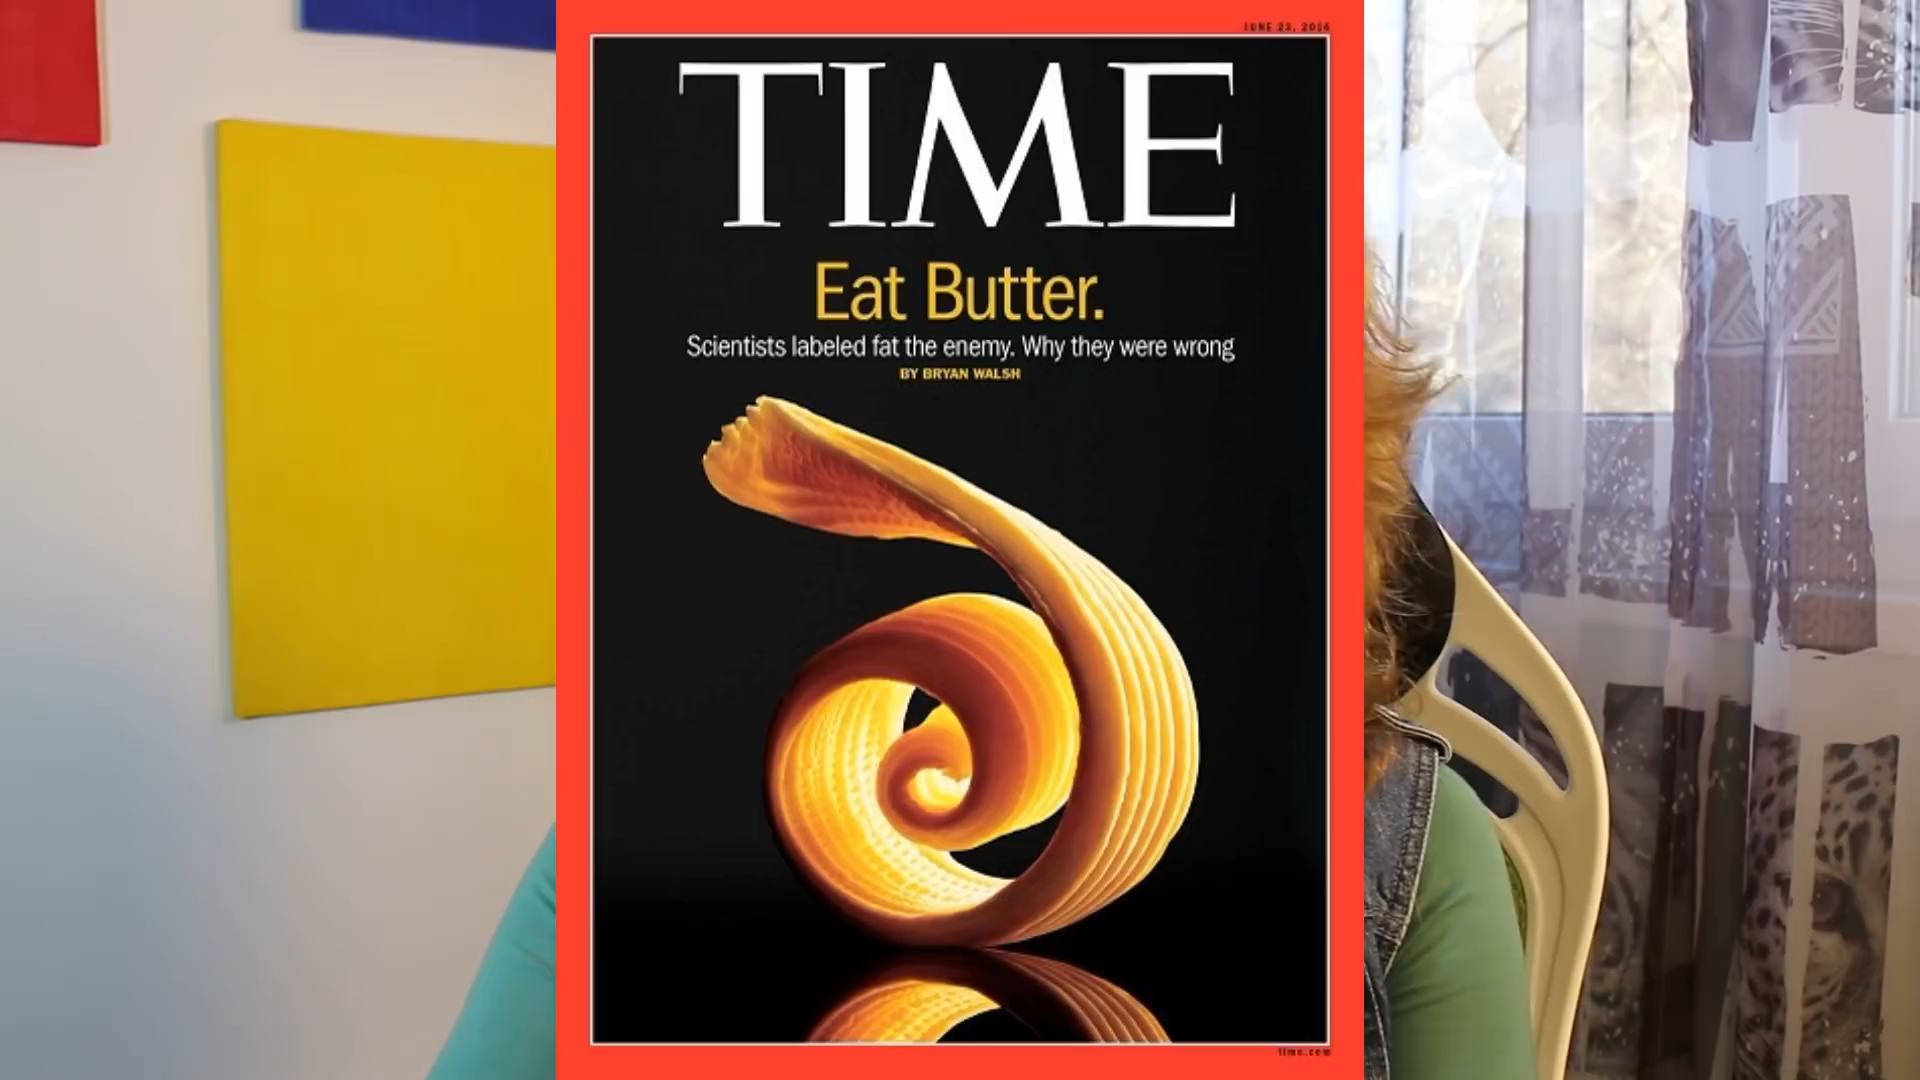 JUNE 23, 2014
TIME
Eat Butter.
Scientists labeled fat the enemy. Why they were wrong
BY BRYAN WALSH
time.com